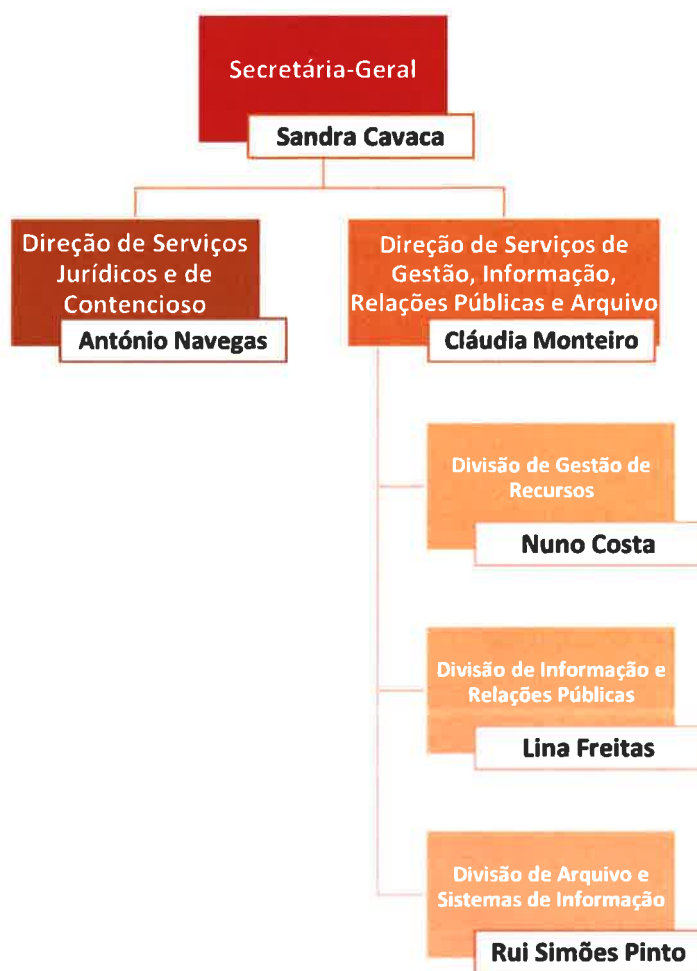 Secretária-Geral
Sandra Cavaca
Direção de Serviços
Jurídicos e de
Contencioso
António Navegas
Direção de Serviços de
Gestão, Informação,
Relações Públicas e Arquivo
Cláudia Monteiro
Divisão de Gestão de
Recursos
Nuno Costa
Divisão de Informação e
Relações Públicas
Lina Freitas
Divisão de Arquivo e
Sistemas de Informação
Rui Simões Pinto